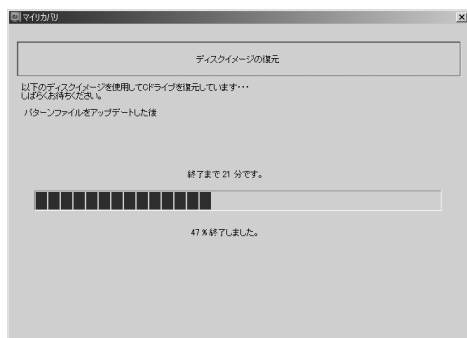 マイリカバリ
ディスクイメージの復元
以下のディスクイメージを使用してCドライブを復元しています・・・
しばらくお待ちください。
パターンファイルをアップデートした後
終了まで 21 分です。
47 % 終了しました。